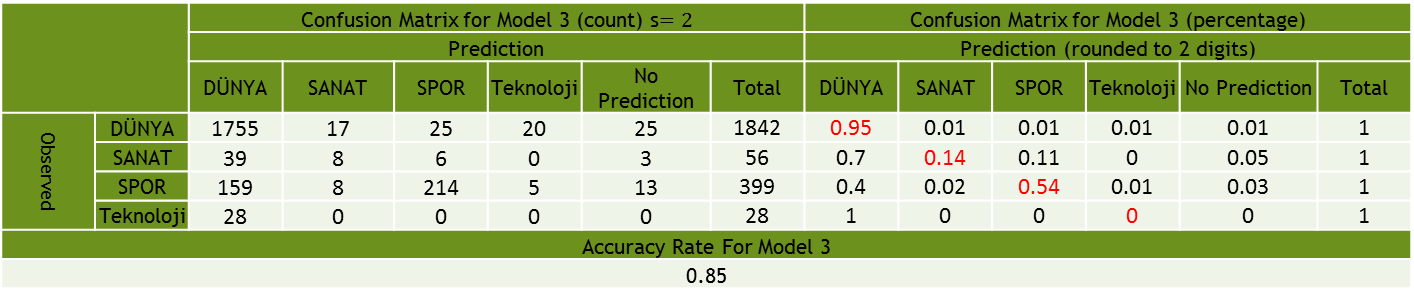 Confusion Matrix for Model 3 (count) s= 2 Confusion Matrix for Model 3 (percentage)
Prediction Prediction (rounded to 2 digits)
DÜNYA SANAT SPOR Teknoloji No Prediction Total DÜNYA SANAT SPOR Teknoloji No Prediction Total
Observed
DÜNYA 1755 17 25 20 25 1842 0.95 0.01 0.01 0.01 0.01 1
SANAT 39 8 6 0 3 56 0.7 0.14 0.11 0 0.05 1
SPOR 159 8 214 5 13 399 0.4 0.02 0.54 0.01 0.03 1
Teknoloji 28 0 0 0 0 28 1 0 0 0 0 1
Accuracy Rate For Model 3
0.85